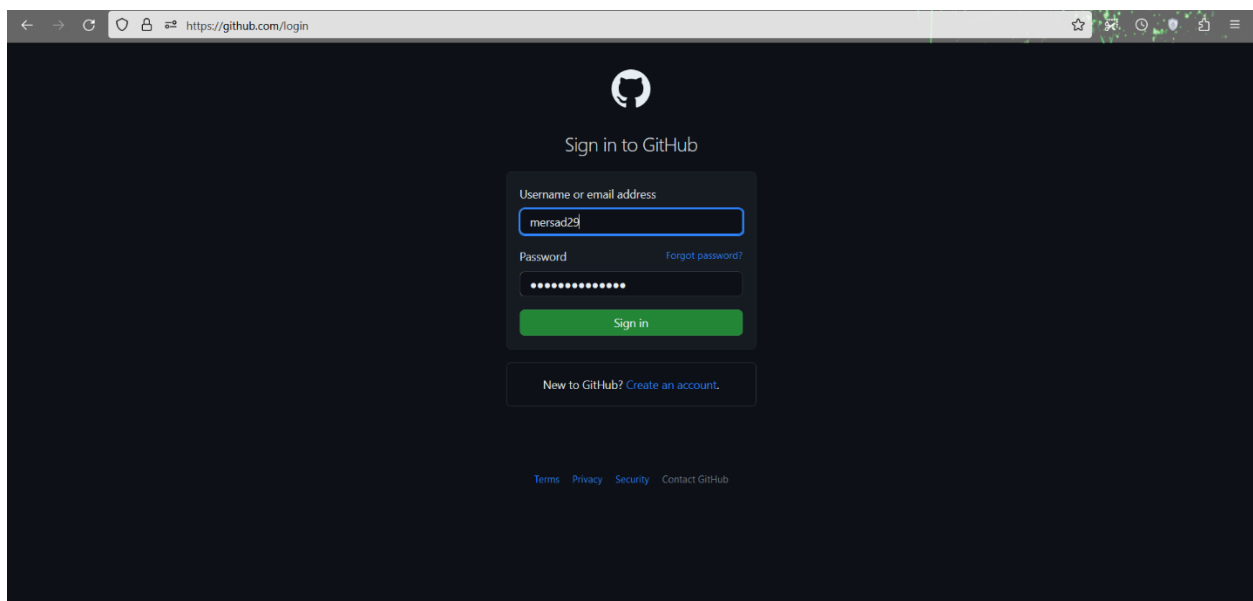 https://github.com/login
Sign in to GitHub
Username or email address
mersad29
Password Forgot password?
●●●●●●●●●●●●●●
Sign in
New to GitHub? Create an account.
Terms Privacy Security Contact GitHub